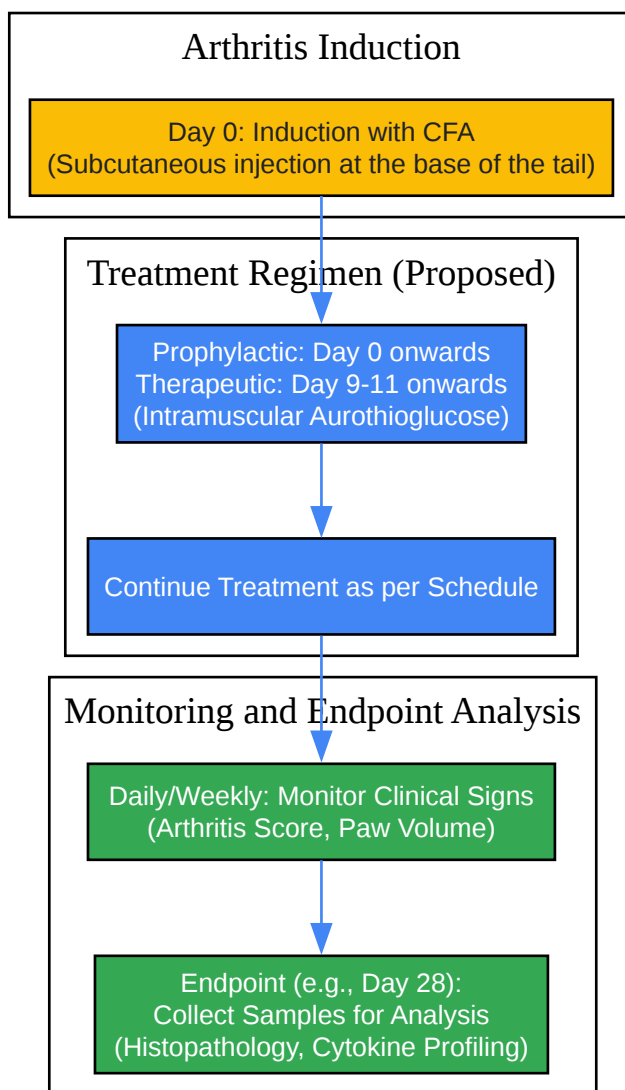 Arthritis Induction
Day 0: Induction with CFA
(Subcutaneous injection at the base of the tail)
Treatment Regimen (Proposed)
Prophylactic: Day 0 onwards
Therapeutic: Day 9-11 onwards
(Intramuscular Aurothioglucose)
Continue Treatment as per Schedule
Monitoring and Endpoint Analysis
Daily/Weekly: Monitor Clinical Signs
(Arthritis Score, Paw Volume)
Endpoint (e.g., Day 28):
Collect Samples for Analysis
(Histopathology, Cytokine Profiling)